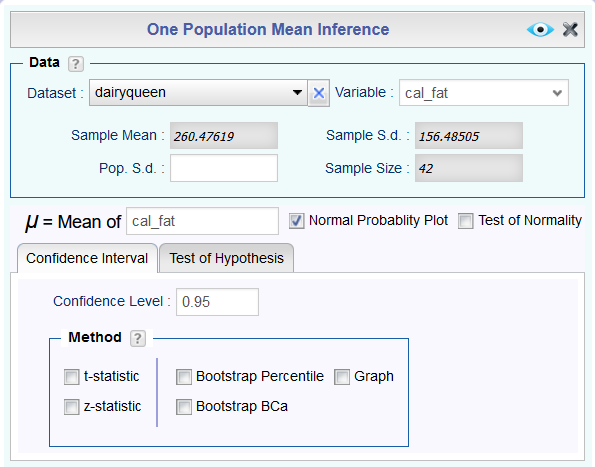 One Population Mean Inference
Data ?
Dataset : dairyqueen Variable : cal_fat
Sample Mean : 260.47619 Sample S.d. : 156.48505
Pop. S.d. : Sample Size : 42
μ = Mean of cal_fat Normal Probablity Plot Test of Normality
Confidence Interval Test of Hypothesis
Confidence Level : 0.95
Method ?
t-statistic Bootstrap Percentile Graph
z-statistic Bootstrap BCa